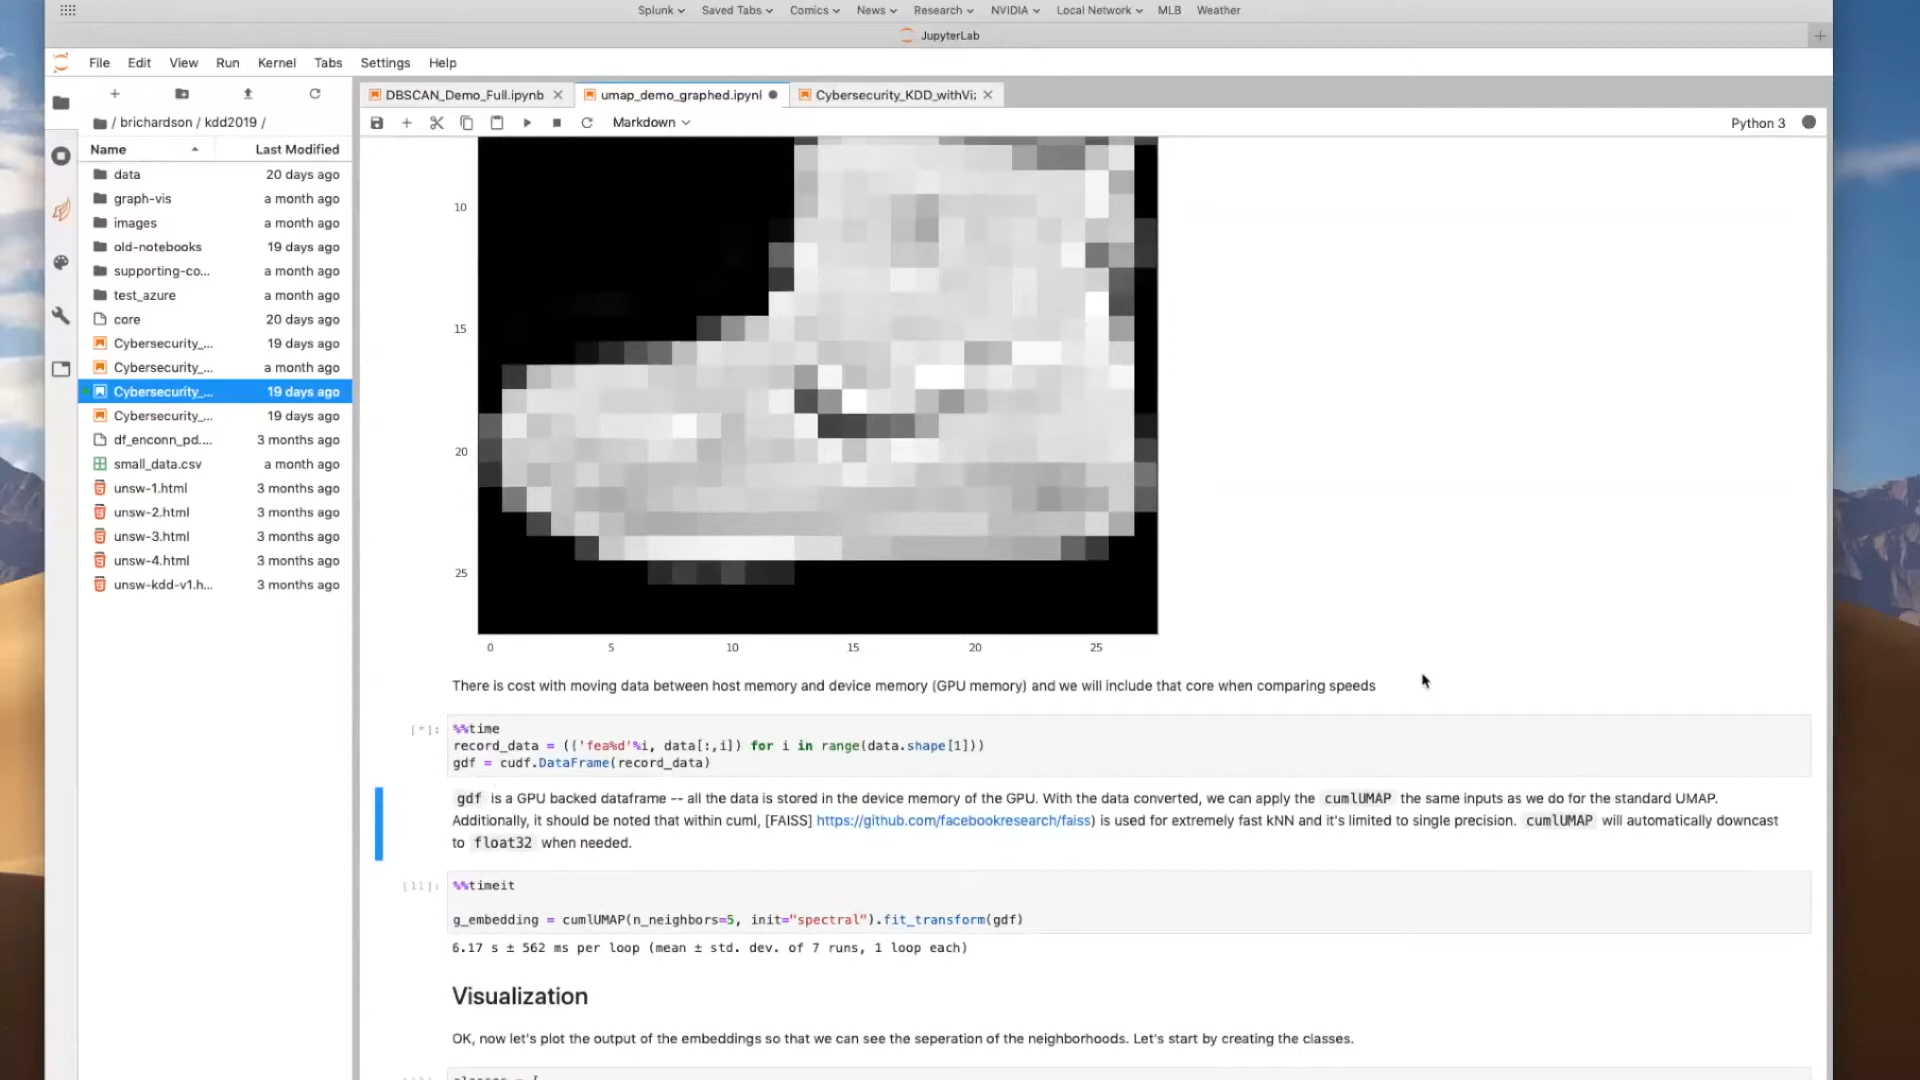 Splunk Saved Tabs Comics News Research NVIDIA Local Network MLB Weather
JupyterLab
File Edit View Run Kernel Tabs Settings Help
DBSCAN_Demo_Full.ipynb umap_demo_graphed.ipynl Cybersecurity_KDD_withVi:
/ brichardson / kdd2019 /
Markdown
Python 3
Name Last Modified
data 20 days ago
graph-vis a month ago
images a month ago
old-notebooks 19 days ago
supporting-co... a month ago
test_azure a month ago
core 20 days ago
Cybersecurity_... 19 days ago
Cybersecurity_... a month ago
Cybersecurity_... 19 days ago
Cybersecurity_... 19 days ago
df_enconn_pd.... 3 months ago
small_data.csv a month ago
unsw-1.html 3 months ago
unsw-2.html 3 months ago
unsw-3.html 3 months ago
unsw-4.html 3 months ago
unsw-kdd-v1.h... 3 months ago
10
15
20
25
0 5 10 15 20 25
There is cost with moving data between host memory and device memory (GPU memory) and we will include that core when comparing speeds
[*]: %%time
record_data = (('fea%d'%i, data[:,i]) for i in range(data.shape[1]))
gdf = cudf.DataFrame(record_data)
gdf is a GPU backed dataframe -- all the data is stored in the device memory of the GPU. With the data converted, we can apply the cumlUMAP the same inputs as we do for the standard UMAP.
Additionally, it should be noted that within cuml, [FAISS] https://github.com/facebookresearch/faiss) is used for extremely fast kNN and it's limited to single precision. cumlUMAP will automatically downcast
to float32 when needed.
[11]: %%timeit
g_embedding = cumlUMAP(n_neighbors=5, init="spectral").fit_transform(gdf)
6.17 s ± 562 ms per loop (mean ± std. dev. of 7 runs, 1 loop each)
Visualization
OK, now let's plot the output of the embeddings so that we can see the seperation of the neighborhoods. Let's start by creating the classes.